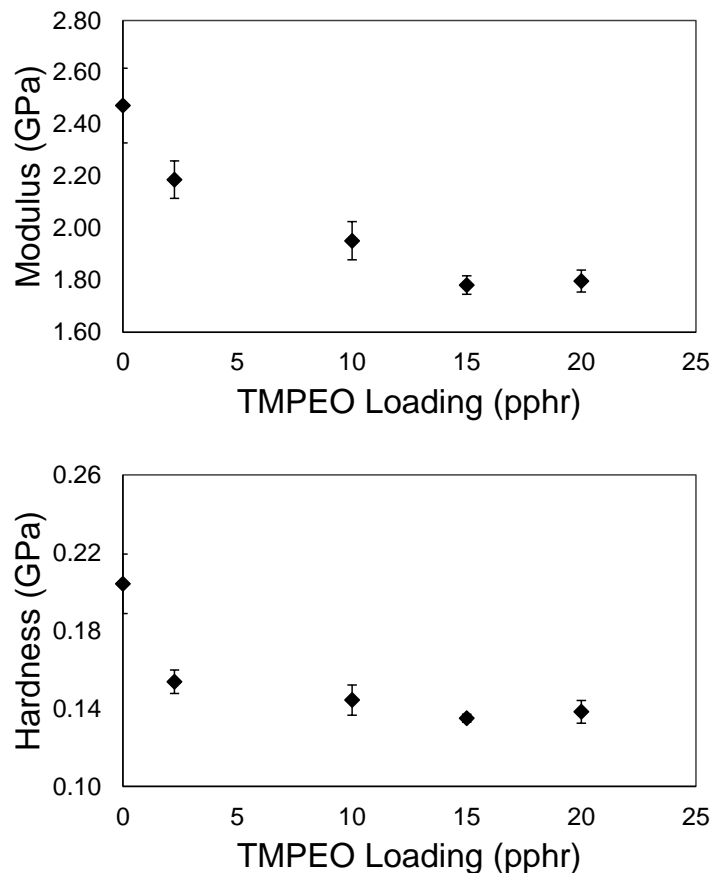 2.80
2.60
2.40
2.20
2.00
1.80
1.60
Modulus (GPa)
0 5 10 15 20 25
TMPEO Loading (pphr)
0.26
0.22
0.18
0.14
0.10
Hardness (GPa)
0 5 10 15 20 25
TMPEO Loading (pphr)